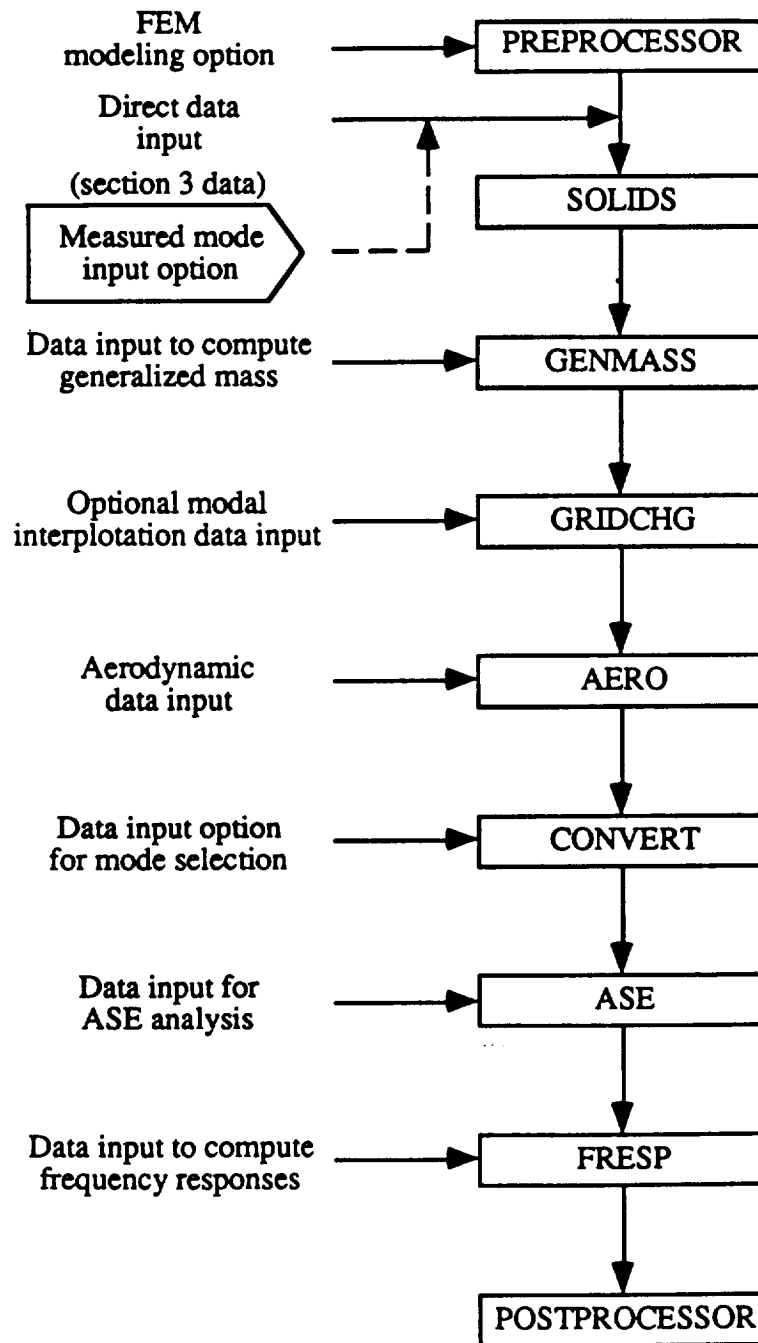 FEM
modeling option
PREPROCESSOR
Direct data
input
(section 3 data)
SOLIDS
Measured mode
input option
Data input to compute
generalized mass
GENMASS
Optional modal
interplotation data input
GRIDCHG
Aerodynamic
data input
AERO
Data input option
for mode selection
CONVERT
Data input for
ASE analysis
ASE
Data input to compute
frequency responses
FRESP
POSTPROCESSOR